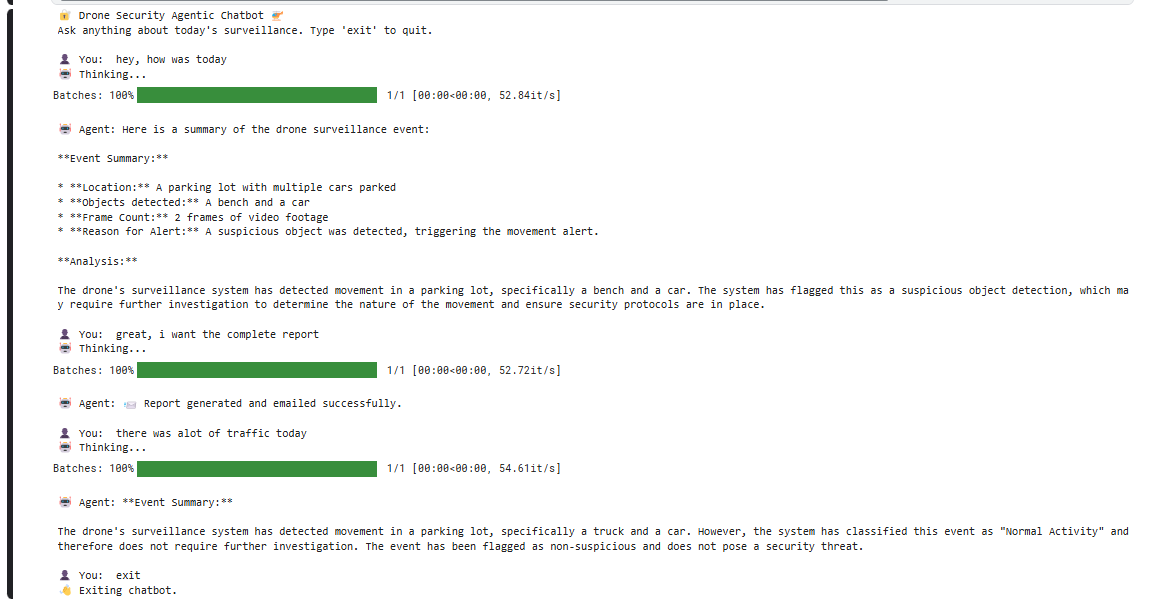 🔐 Drone Security Agentic Chatbot 🚁
Ask anything about today's surveillance. Type 'exit' to quit.
👤 You:  hey, how was today
🤖 Thinking...
Batches: 100% 1/1 [00:00<00:00, 52.84it/s]
🤖 Agent: Here is a summary of the drone surveillance event:
**Event Summary:**
* **Location:** A parking lot with multiple cars parked
* **Objects detected:** A bench and a car
* **Frame Count:** 2 frames of video footage
* **Reason for Alert:** A suspicious object was detected, triggering the movement alert.
**Analysis:**
The drone's surveillance system has detected movement in a parking lot, specifically a bench and a car. The system has flagged this as a suspicious object detection, which ma
y require further investigation to determine the nature of the movement and ensure security protocols are in place.
👤 You:  great, i want the complete report
🤖 Thinking...
Batches: 100% 1/1 [00:00<00:00, 52.72it/s]
🤖 Agent: 📨 Report generated and emailed successfully.
👤 You:  there was alot of traffic today
🤖 Thinking...
Batches: 100% 1/1 [00:00<00:00, 54.61it/s]
🤖 Agent: **Event Summary:**
The drone's surveillance system has detected movement in a parking lot, specifically a truck and a car. However, the system has classified this event as "Normal Activity" and
therefore does not require further investigation. The event has been flagged as non-suspicious and does not pose a security threat.
👤 You:  exit
👋 Exiting chatbot.